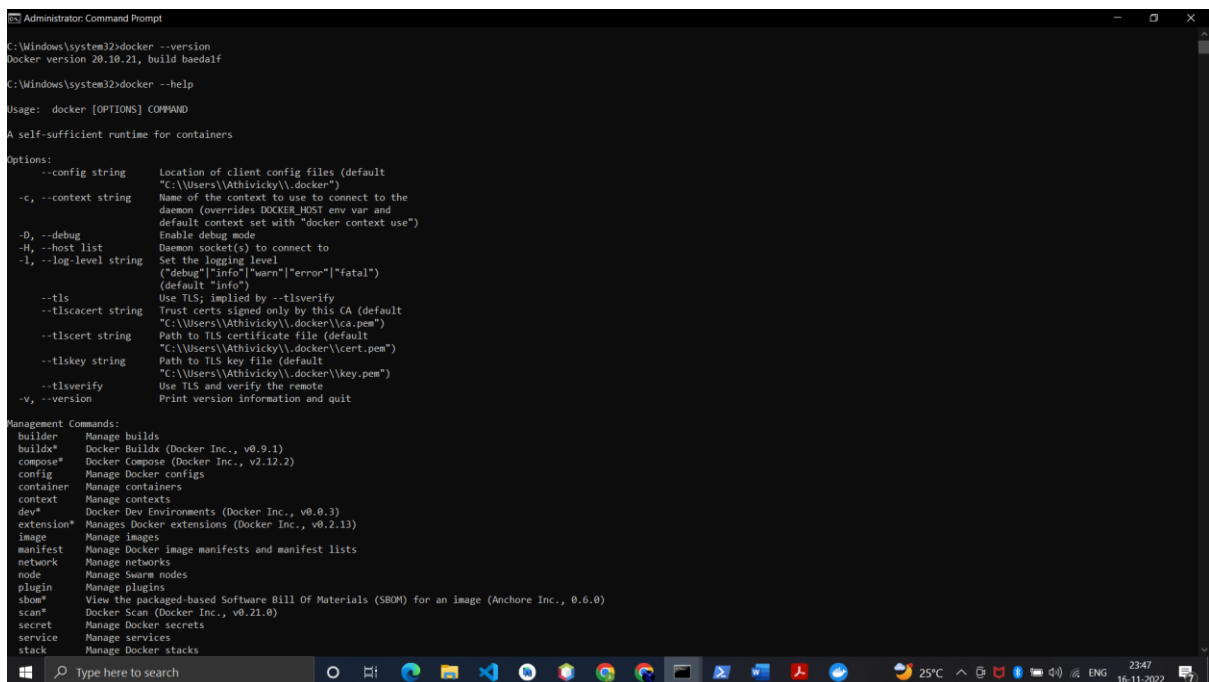 Administrator: Command Prompt
C:\Windows\system32>docker --version
Docker version 20.10.21, build baeda1f
C:\Windows\system32>docker --help
Usage:  docker [OPTIONS] COMMAND
A self-sufficient runtime for containers
Options:
      --config string      Location of client config files (default
                           "C:\\Users\\Athivicky\\.docker")
  -c, --context string     Name of the context to use to connect to the
                           daemon (overrides DOCKER_HOST env var and
                           default context set with "docker context use")
  -D, --debug              Enable debug mode
  -H, --host list          Daemon socket(s) to connect to
  -l, --log-level string   Set the logging level
                           ("debug"|"info"|"warn"|"error"|"fatal")
                           (default "info")
      --tls                Use TLS; implied by --tlsverify
      --tlscacert string   Trust certs signed only by this CA (default
                           "C:\\Users\\Athivicky\\.docker\\ca.pem")
      --tlscert string     Path to TLS certificate file (default
                           "C:\\Users\\Athivicky\\.docker\\cert.pem")
      --tlskey string      Path to TLS key file (default
                           "C:\\Users\\Athivicky\\.docker\\key.pem")
      --tlsverify          Use TLS and verify the remote
  -v, --version            Print version information and quit
Management Commands:
  builder     Manage builds
  buildx*     Docker Buildx (Docker Inc., v0.9.1)
  compose*    Docker Compose (Docker Inc., v2.12.2)
  config      Manage Docker configs
  container   Manage containers
  context     Manage contexts
  dev*        Docker Dev Environments (Docker Inc., v0.0.3)
  extension*  Manages Docker extensions (Docker Inc., v0.2.13)
  image       Manage images
  manifest    Manage Docker image manifests and manifest lists
  network     Manage networks
  node        Manage Swarm nodes
  plugin      Manage plugins
  sbom*       View the packaged-based Software Bill Of Materials (SBOM) for an image (Anchore Inc., 0.6.0)
  scan*       Docker Scan (Docker Inc., v0.21.0)
  secret      Manage Docker secrets
  service     Manage services
  stack       Manage Docker stacks
Type here to search
25°C
ENG
23:47
16-11-2022